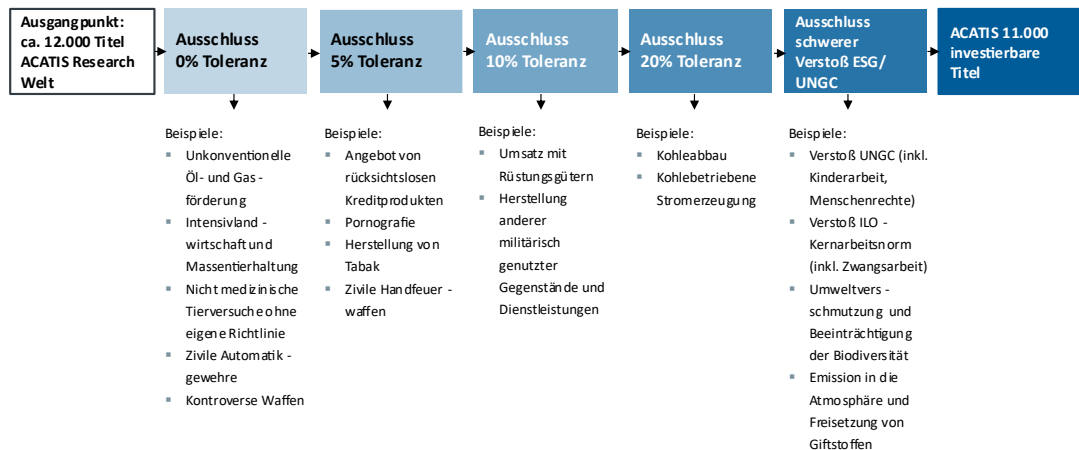 Ausgangpunkt:
ca. 12.000 Titel
ACATIS Research
Welt
Ausschluss
0% Toleranz
Ausschluss
5% Toleranz
Ausschluss
10% Toleranz
Ausschluss
20% Toleranz
Ausschluss
schwerer
Verstoß ESG/
UNGC
ACATIS 11.000
investierbare
Titel
Beispiele:
Unkonventionelle
Öl- und Gas -
förderung
Intensivland -
wirtschaft und
Massentierhaltung
Nicht medizinische
Tierversuche ohne
eigene Richtlinie
Zivile Automatik -
gewehre
Kontroverse Waffen
Beispiele:
Angebot von
rücksichtslosen
Kreditprodukten
Pornografie
Herstellung von
Tabak
Zivile Handfeuer -
waffen
Beispiele:
Umsatz mit
Rüstungsgütern
Herstellung
anderer
militärisch
genutzter
Gegenstände und
Dienstleistungen
Beispiele:
Kohleabbau
Kohlebetriebene
Stromerzeugung
Beispiele:
Verstoß UNGC (inkl.
Kinderarbeit,
Menschenrechte)
Verstoß ILO -
Kernarbeitsnorm
(inkl. Zwangsarbeit)
Umweltvers -
schmutzung und
Beeinträchtigung
der Biodiversität
Emission in die
Atmosphäre und
Freisetzung von
Giftstoffen